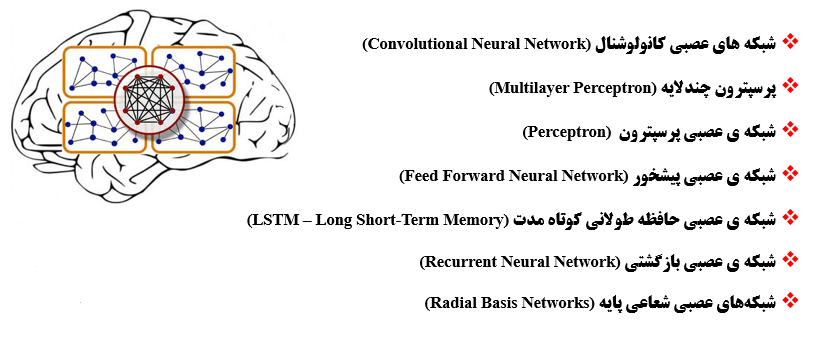 ❖ شبکه های عصبی کانولوشنال (Convolutional Neural Network)
❖ پرسپترون چندلایه (Multilayer Perceptron)
❖ شبکه ی عصبی پرسپترون (Perceptron)
❖ شبکه ی عصبی پیشخور (Feed Forward Neural Network)
❖ شبکه ی عصبی حافظه طولانی کوتاه مدت (LSTM – Long Short-Term Memory)
❖ شبکه ی عصبی بازگشتی (Recurrent Neural Network)
❖ شبکه‌های عصبی شعاعی پایه (Radial Basis Networks)